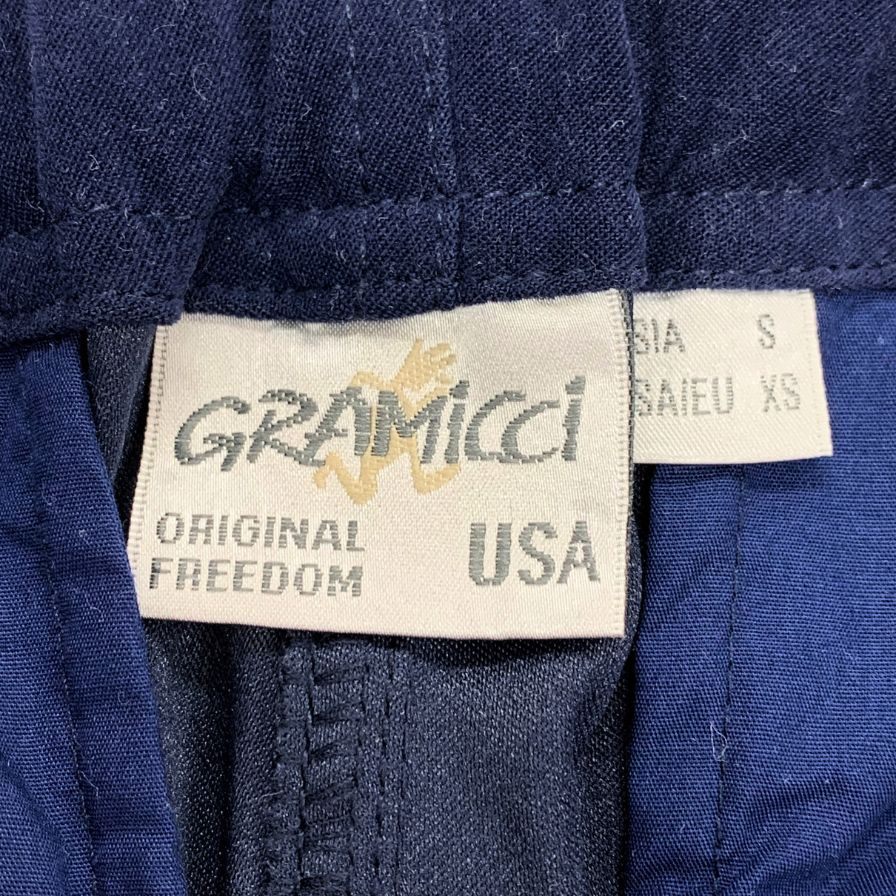 GRAMiCCi
ORIGINAL
FREEDOM
USA
SIA S
SAIEU XS